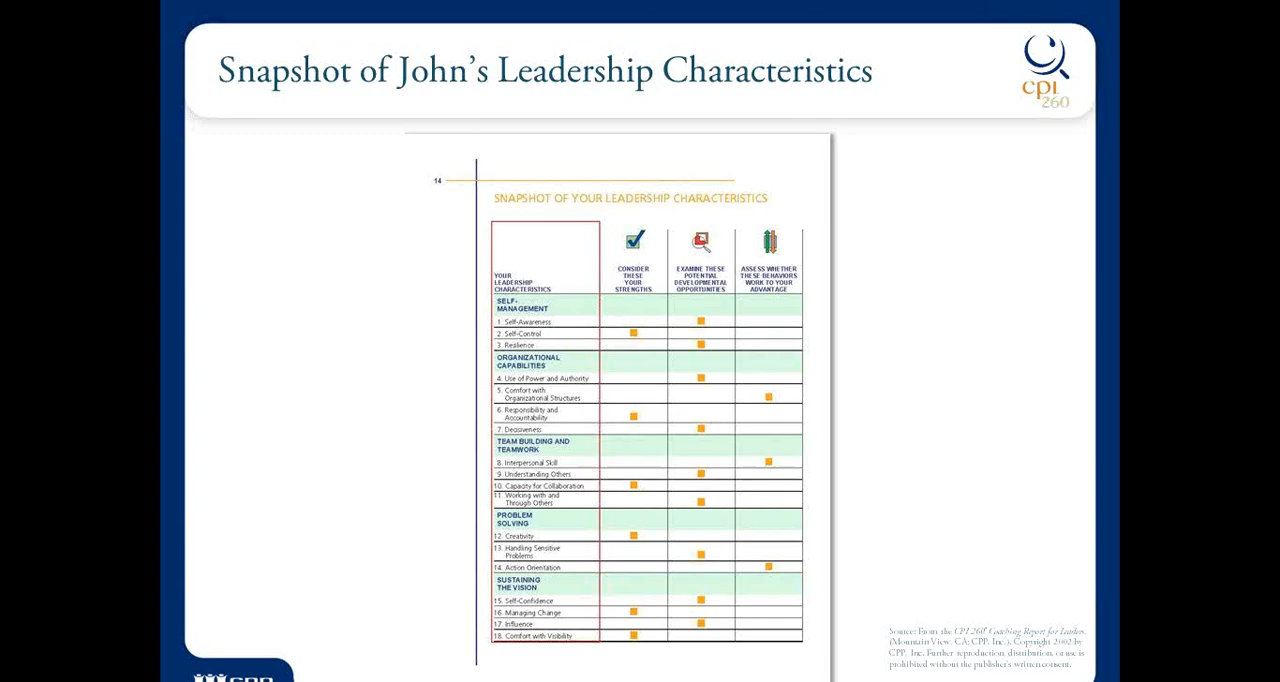 Snapshot of John's Leadership Characteristics
cpi
260
14
SNAPSHOT OF YOUR LEADERSHIP CHARACTERISTICS
YOUR
LEADERSHIP
CHARACTERISTICS
CONSIDER
THESE
YOUR
STRENGTHS
EXAMINE THESE
POTENTIAL
DEVELOPMENTAL
OPPORTUNITIES
ASSESS WHETHER
THESE BEHAVIORS
WORK TO YOUR
ADVANTAGE
SELF-
MANAGEMENT
1. Self-Awareness
2. Self-Control
3. Resilience
ORGANIZATIONAL
CAPABILITIES
4. Use of Power and Authority
5. Comfort with
Organizational Structures
6. Responsibility and
Accountability
7. Decisiveness
TEAM BUILDING AND
TEAMWORK
8. Interpersonal Skill
9. Understanding Others
10. Capacity for Collaboration
11. Working with and
Through Others
PROBLEM
SOLVING
12. Creativity
13. Handling Sensitive
Problems
14. Action Orientation
SUSTAINING
THE VISION
15. Self-Confidence
16. Managing Change
17. Influence
18. Comfort with Visibility
Source: From the CPI 260® Coaching Report for Leaders.
(Mountain View, CA: CPP, Inc.). Copyright 2002 by
CPP, Inc. Further reproduction, distribution, or use is
prohibited without the publisher's written consent.
CPP